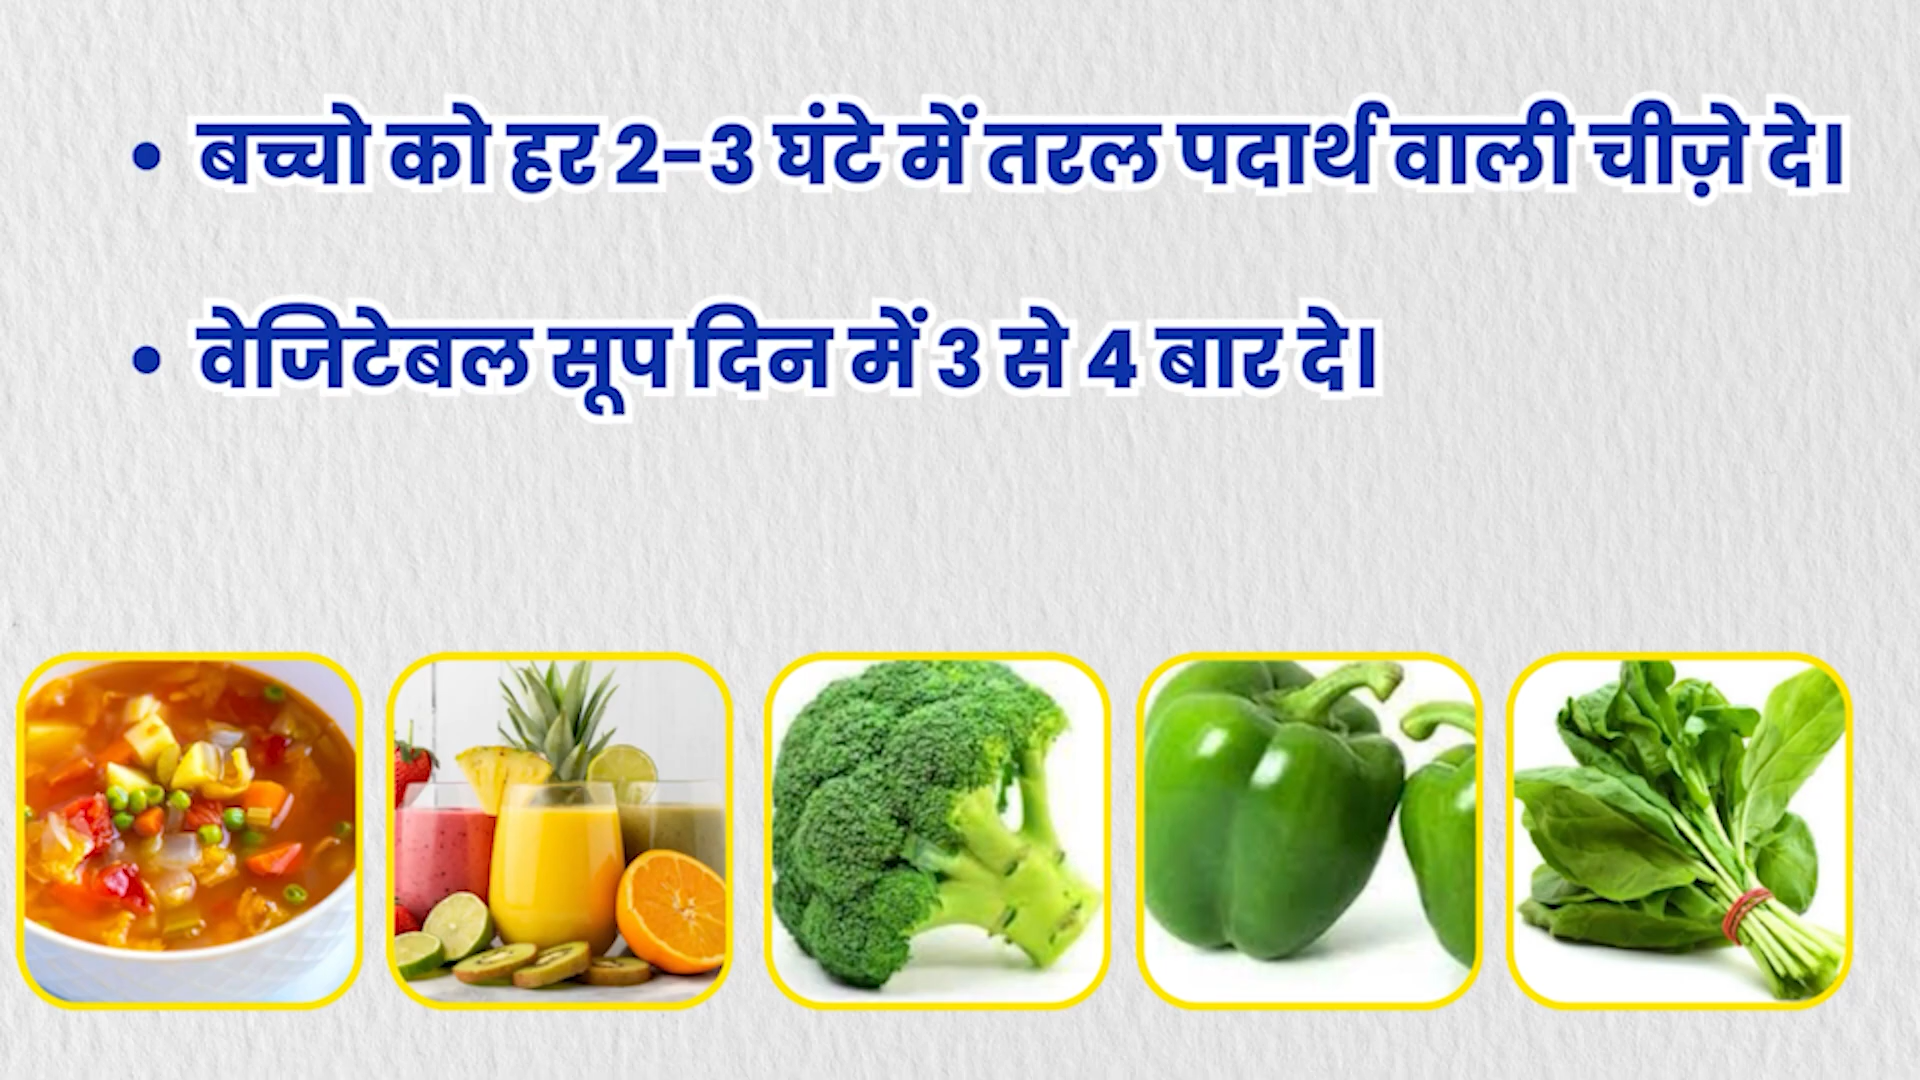 • बच्चो को हर 2-3 घंटे में तरल पदार्थ वाली चीज़े दे।
• वेजिटेबल सूप दिन में 3 से 4 बार दे।